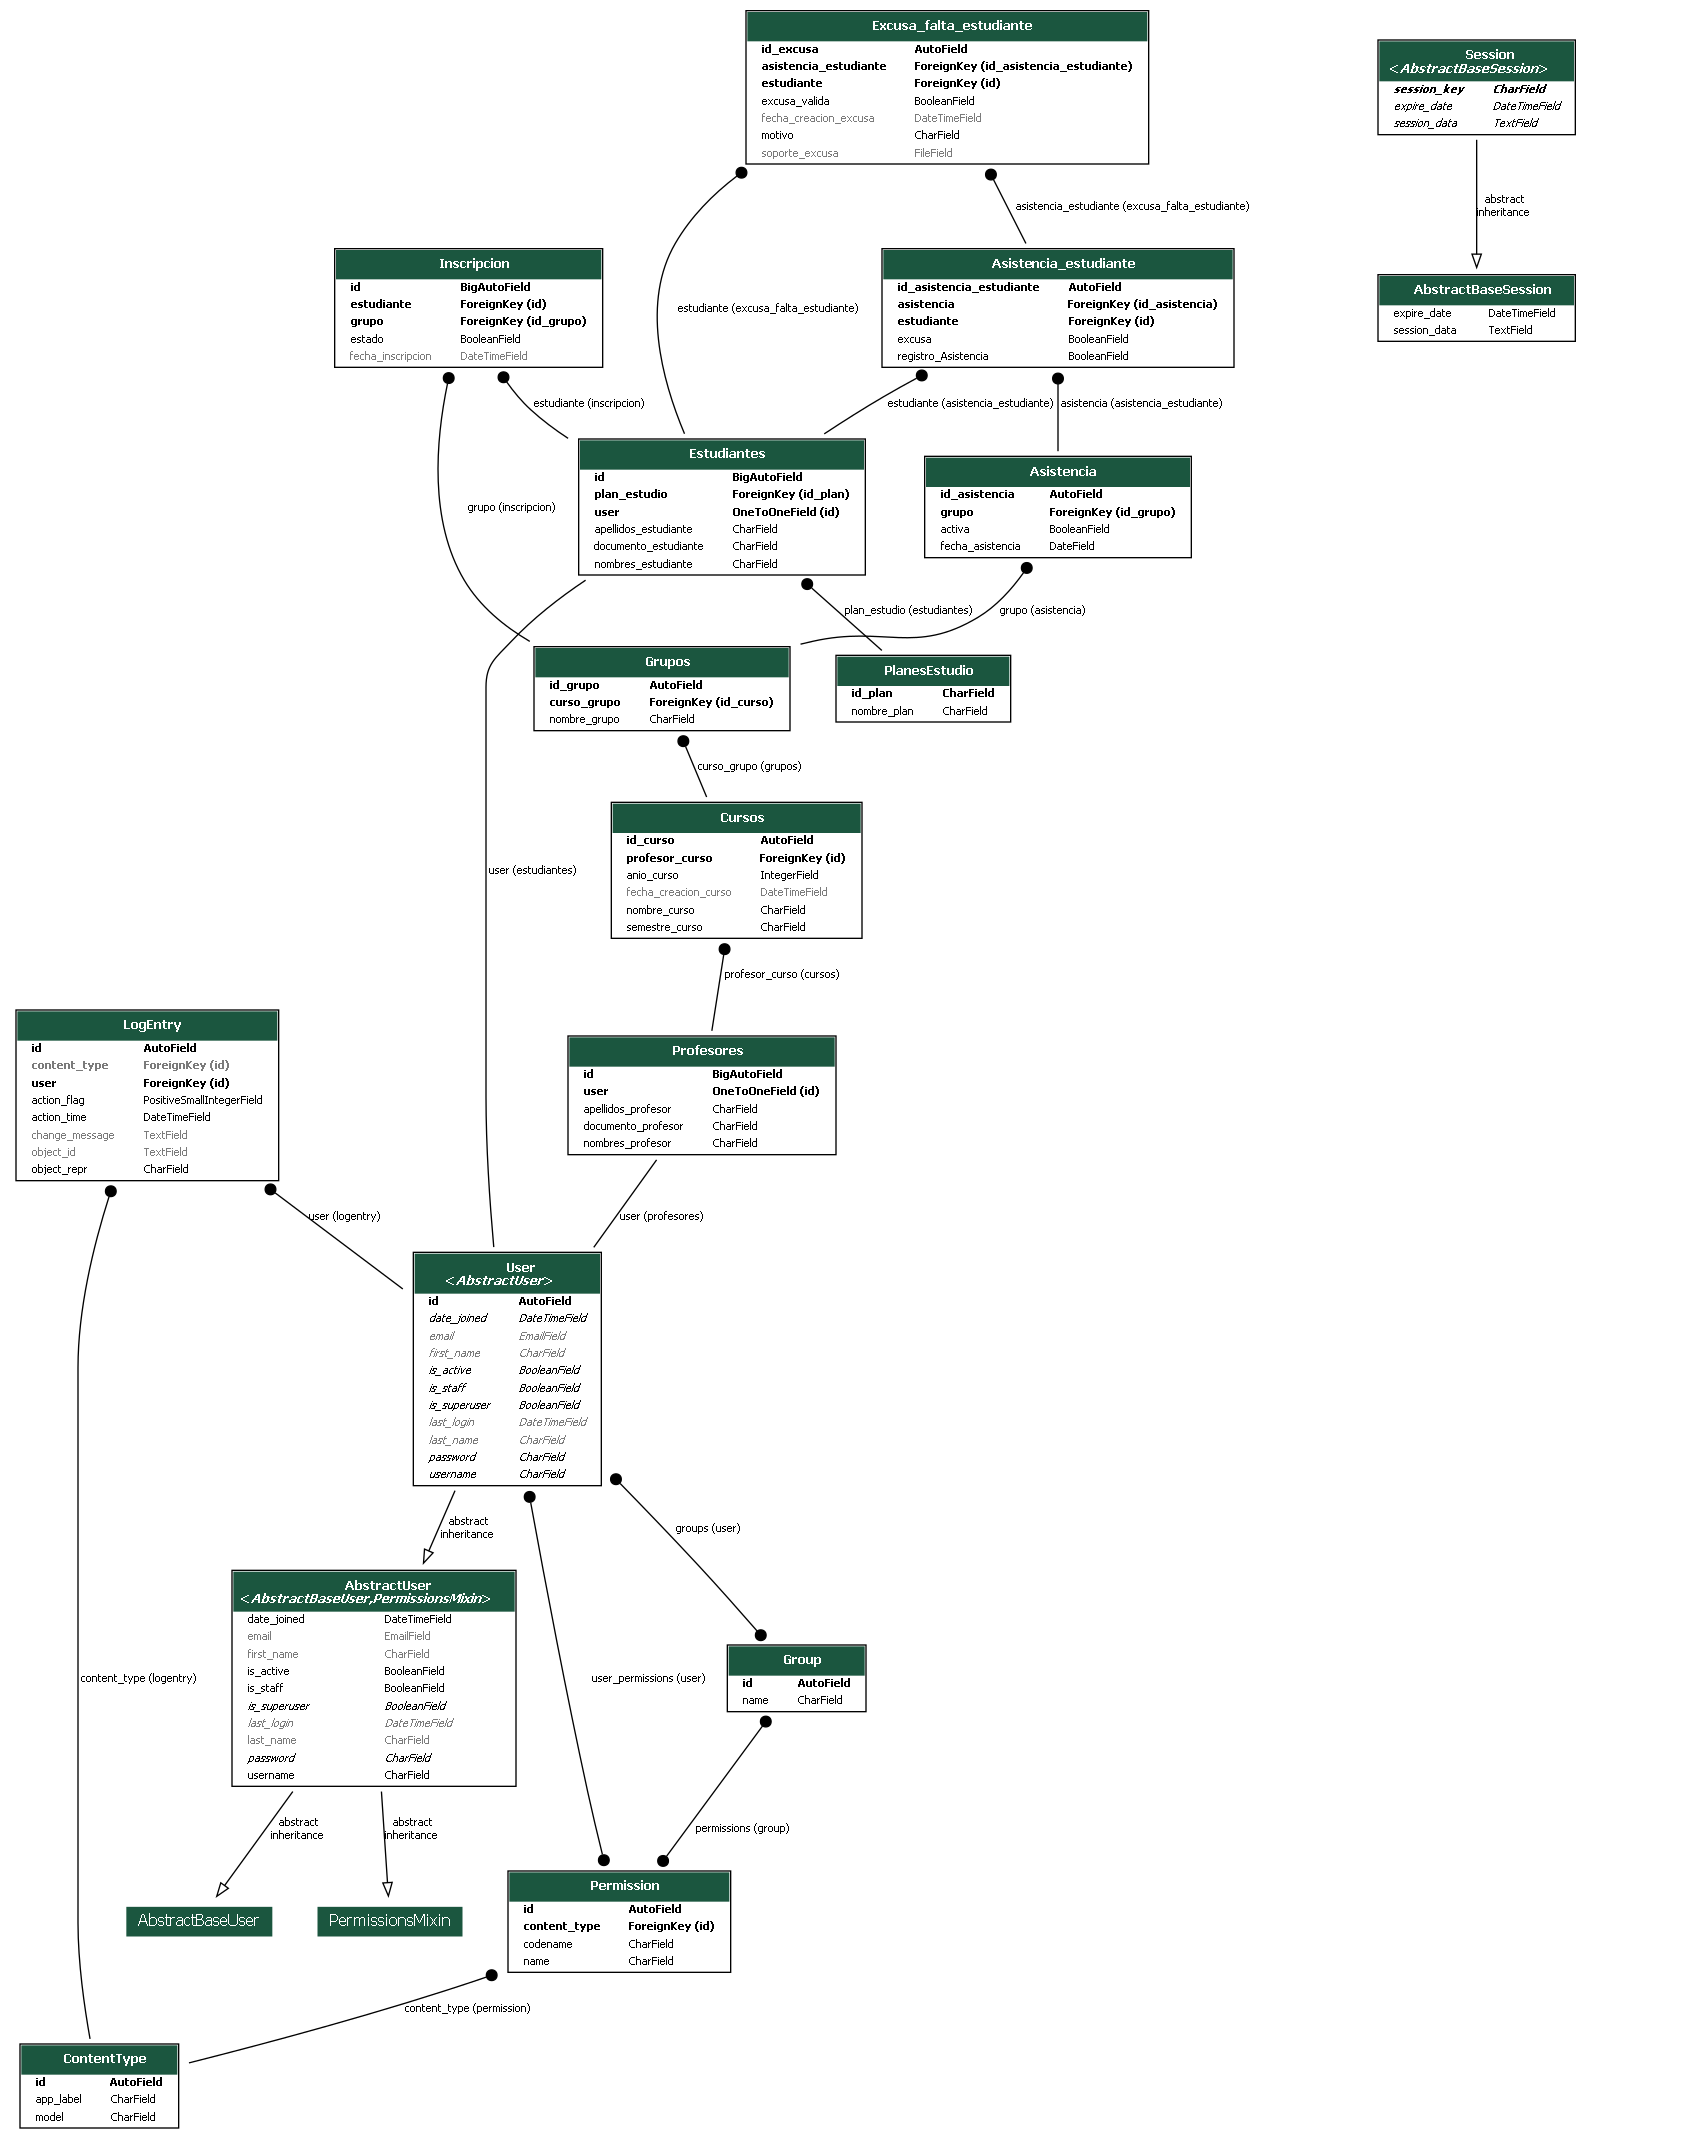 Excusa_falta_estudiante
id_excusa AutoField
asistencia_estudiante ForeignKey (id_asistencia_estudiante)
estudiante ForeignKey (id)
excusa_valida BooleanField
fecha_creacion_excusa DateTimeField
motivo CharField
soporte_excusa FileField
Session
<AbstractBaseSession>
session_key CharField
expire_date DateTimeField
session_data TextField
abstract
inheritance
AbstractBaseSession
expire_date DateTimeField
session_data TextField
asistencia_estudiante (excusa_falta_estudiante)
estudiante (excusa_falta_estudiante)
Inscripcion
id BigAutoField
estudiante ForeignKey (id)
grupo ForeignKey (id_grupo)
estado BooleanField
fecha_inscripcion DateTimeField
Asistencia_estudiante
id_asistencia_estudiante AutoField
asistencia ForeignKey (id_asistencia)
estudiante ForeignKey (id)
excusa BooleanField
registro_Asistencia BooleanField
estudiante (inscripcion)
estudiante (asistencia_estudiante)
asistencia (asistencia_estudiante)
grupo (inscripcion)
Estudiantes
id BigAutoField
plan_estudio ForeignKey (id_plan)
user OneToOneField (id)
apellidos_estudiante CharField
documento_estudiante CharField
nombres_estudiante CharField
Asistencia
id_asistencia AutoField
grupo ForeignKey (id_grupo)
activa BooleanField
fecha_asistencia DateField
plan_estudio (estudiantes)
grupo (asistencia)
Grupos
id_grupo AutoField
curso_grupo ForeignKey (id_curso)
nombre_grupo CharField
PlanesEstudio
id_plan CharField
nombre_plan CharField
curso_grupo (grupos)
Cursos
id_curso AutoField
profesor_curso ForeignKey (id)
anio_curso IntegerField
fecha_creacion_curso DateTimeField
nombre_curso CharField
semestre_curso CharField
user (estudiantes)
profesor_curso (cursos)
LogEntry
id AutoField
content_type ForeignKey (id)
user ForeignKey (id)
action_flag PositiveSmallIntegerField
action_time DateTimeField
change_message TextField
object_id TextField
object_repr CharField
Profesores
id BigAutoField
user OneToOneField (id)
apellidos_profesor CharField
documento_profesor CharField
nombres_profesor CharField
user (logentry)
user (profesores)
User
<AbstractUser>
id AutoField
date_joined DateTimeField
email EmailField
first_name CharField
is_active BooleanField
is_staff BooleanField
is_superuser BooleanField
last_login DateTimeField
last_name CharField
password CharField
username CharField
abstract
inheritance
groups (user)
AbstractUser
<AbstractBaseUser,PermissionsMixin>
date_joined DateTimeField
email EmailField
first_name CharField
is_active BooleanField
is_staff BooleanField
is_superuser BooleanField
last_login DateTimeField
last_name CharField
password CharField
username CharField
content_type (logentry)
user_permissions (user)
Group
id AutoField
name CharField
abstract
inheritance
abstract
inheritance
permissions (group)
AbstractBaseUser
PermissionsMixin
Permission
id AutoField
content_type ForeignKey (id)
codename CharField
name CharField
content_type (permission)
ContentType
id AutoField
app_label CharField
model CharField